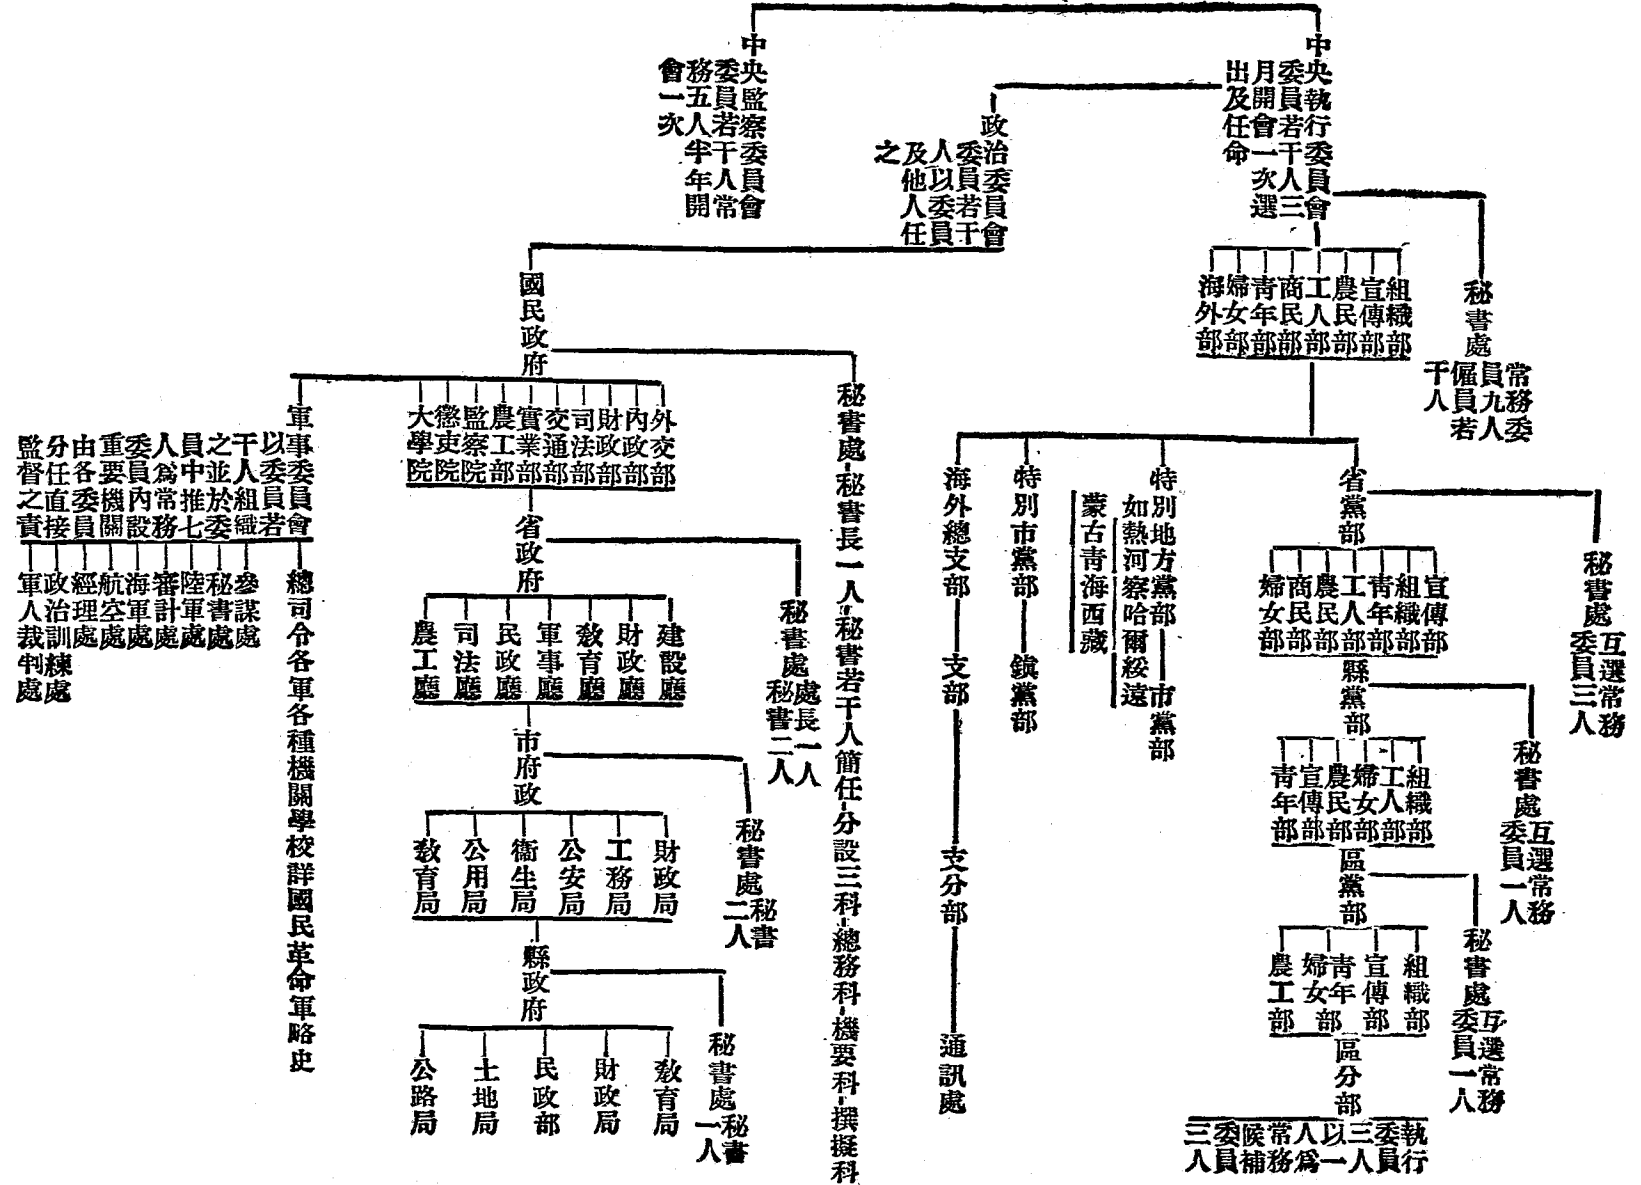 中央執行委員會
委員若干人三
月開會一次選
出及任命
秘書處
常務委
員九人
僱員若
干人
組織部
宣傳部
農民部
工人部
商民部
青年部
婦女部
海外部
省黨部
秘書處
互選常務
委員三人
宣傳部
組織部
青年部
工人部
農民部
商民部
婦女部
縣黨部
秘書處
互選常務
委員一人
組織部
工人部
婦女部
農民部
宣傳部
青年部
區黨部
秘書處
互選常務
委員一人
組織部
宣傳部
青年部
婦女
農工部
區分部
執行
委員
三人
以一
人爲
常務
候補
委員
三人
特別地方黨部
如熱河察哈爾綏遠
蒙古青海西藏
市黨部
特別市黨部
鎮黨部
海外總支部
支部
支分部
通訊處
政治委員會
委員若干
人以委員
及他人任
之
中央監察委員會
委員若干人常
務五人半年開
會一次
國民政府
秘書處
秘書長一人
秘書若干人簡任
分設三科
總務科
機要科
撰擬科
外交部
內政部
財政部
司法部
交通部
實業部
農工部
監察院
懲吏院
大學院
軍事委員會
以委員若
干人組織
之並於委
員中推七
人爲常務
委員內設
重要機關
由各委員
分任直接
監督之責
總司令各軍各種機關學校詳國民革命軍略史
參謀處
秘書處
陸軍處
審計處
海軍處
航空處
經理處
政治訓練處
軍人裁判處
省政府
秘書處
處長一人
秘書二人
建設廳
財政廳
教育廳
軍事廳
民政廳
司法廳
農工廳
市府政
秘書處
秘書
二人
財政局
工務局
公安局
衞生局
公用局
教育局
縣政府
秘書處
秘書
一人
教育局
財政局
民政部
土地局
公路局